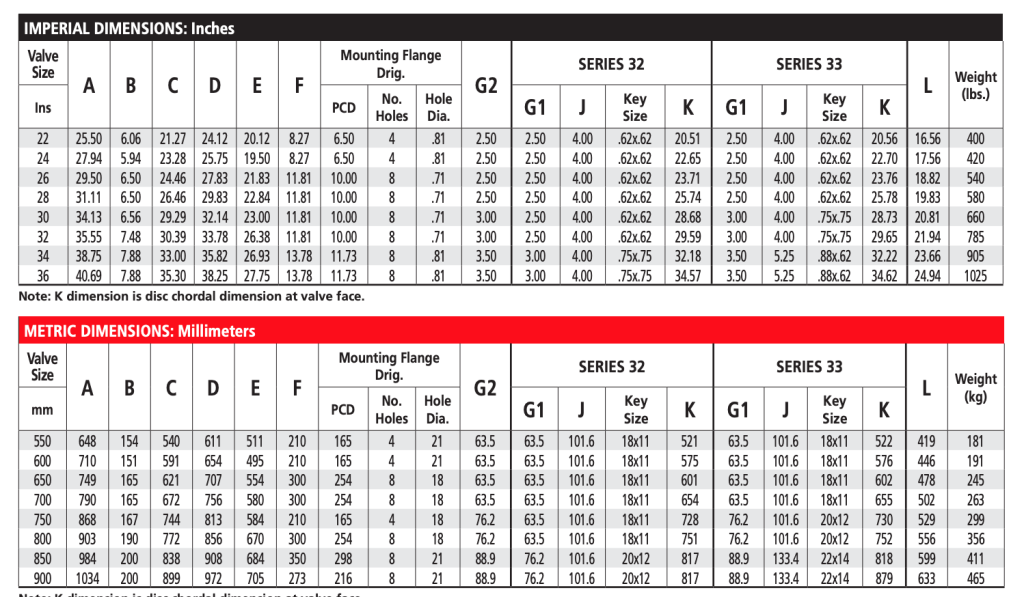 IMPERIAL DIMENSIONS: Inches
Valve Size Ins A B C D E F Mounting Flange Drig. PCD No. Holes Hole Dia. G2 SERIES 32 G1 J Key Size K SERIES 33 G1 J Key Size K L Weight (lbs.)
22 25.50 6.06 21.27 24.12 20.12 8.27 6.50 4 .81 2.50 2.50 4.00 .62x.62 20.51 2.50 4.00 .62x.62 20.56 16.56 400
24 27.94 5.94 23.28 25.75 19.50 8.27 6.50 4 .81 2.50 2.50 4.00 .62x.62 22.65 2.50 4.00 .62x.62 22.70 17.56 420
26 29.50 6.50 24.46 27.83 21.83 11.81 10.00 8 .71 2.50 2.50 4.00 .62x.62 23.71 2.50 4.00 .62x.62 23.76 18.82 540
28 31.11 6.50 26.46 29.83 22.84 11.81 10.00 8 .71 2.50 2.50 4.00 .62x.62 25.74 2.50 4.00 .62x.62 25.78 19.83 580
30 34.13 6.56 29.29 32.14 23.00 11.81 10.00 8 .71 3.00 2.50 4.00 .62x.62 28.68 3.00 4.00 .75x.75 28.73 20.81 660
32 35.55 7.48 30.39 33.78 26.38 11.81 10.00 8 .71 3.00 2.50 4.00 .62x.62 29.59 3.00 4.00 .75x.75 29.65 21.94 785
34 38.75 7.88 33.00 35.82 26.93 13.78 11.73 8 .81 3.50 3.00 4.00 .75x.75 32.18 3.50 5.25 .88x.62 32.22 23.66 905
36 40.69 7.88 35.30 38.25 27.75 13.78 11.73 8 .81 3.50 3.00 4.00 .75x.75 34.57 3.50 5.25 .88x.62 34.62 24.94 1025
Note: K dimension is disc chordal dimension at valve face.
METRIC DIMENSIONS: Millimeters
Valve Size mm A B C D E F Mounting Flange Drig. PCD No. Holes Hole Dia. G2 SERIES 32 G1 J Key Size K SERIES 33 G1 J Key Size K L Weight (kg)
550 648 154 540 611 511 210 165 4 21 63.5 63.5 101.6 18x11 521 63.5 101.6 18x11 522 419 181
600 710 151 591 654 495 210 165 4 21 63.5 63.5 101.6 18x11 575 63.5 101.6 18x11 576 446 191
650 749 165 621 707 554 300 254 8 18 63.5 63.5 101.6 18x11 601 63.5 101.6 18x11 602 478 245
700 790 165 672 756 580 300 254 8 18 63.5 63.5 101.6 18x11 654 63.5 101.6 18x11 655 502 263
750 868 167 744 813 584 210 165 4 18 76.2 63.5 101.6 18x11 728 76.2 101.6 20x12 730 529 299
800 903 190 772 856 670 300 254 8 18 76.2 63.5 101.6 18x11 751 76.2 101.6 20x12 752 556 356
850 984 200 838 908 684 350 298 8 21 88.9 76.2 101.6 20x12 817 88.9 133.4 22x14 818 599 411
900 1034 200 899 972 705 273 216 8 21 88.9 76.2 101.6 20x12 817 88.9 133.4 22x14 879 633 465